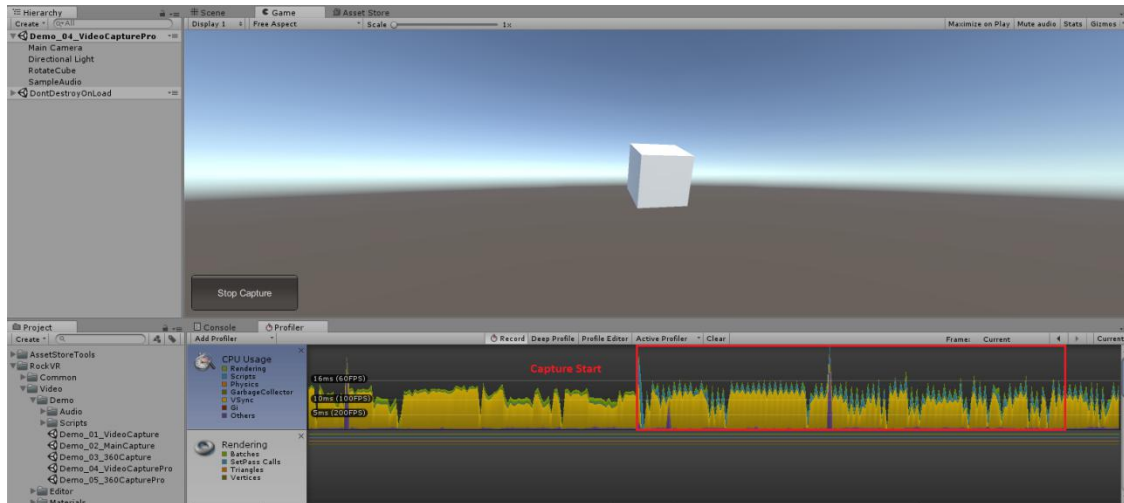 Hierarchy
Create
All
Demo_04_VideoCapturePro
Main Camera
Directional Light
RotateCube
SampleAudio
DontDestroyOnLoad
Scene
Game
Asset Store
Display 1
Free Aspect
Scale
1x
Maximize on Play
Mute audio
Stats
Gizmos
Stop Capture
Project
Create
AssetStoreTools
RockVR
Common
Video
Demo
Audio
Scripts
Demo_01_VideoCapture
Demo_02_MainCapture
Demo_03_360Capture
Demo_04_VideoCapturePro
Demo_05_360CapturePro
Editor
Materials
Console
Profiler
Add Profiler
Record
Deep Profile
Profile Editor
Active Profiler
Clear
Frame:
Current
Current
CPU Usage
Rendering
Scripts
Physics
GarbageCollector
VSync
Gi
Others
16ms (60FPS)
10ms (100FPS)
5ms (200FPS)
Capture Start
Rendering
Batches
SetPass Calls
Triangles
Vertices